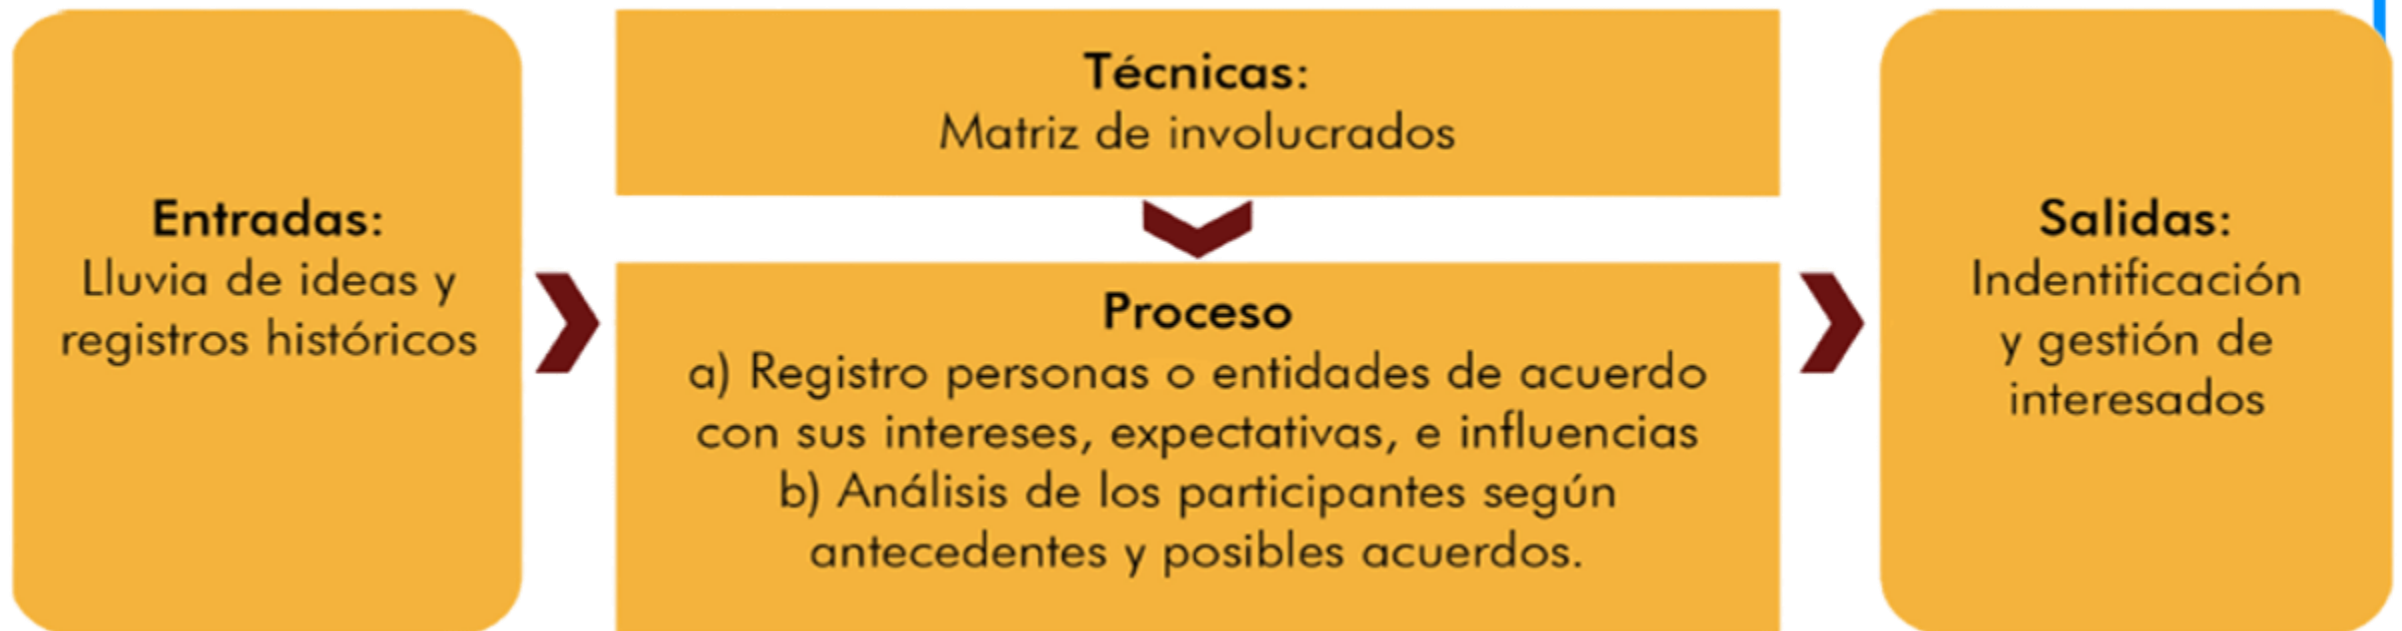 Entradas:
Lluvia de ideas y
registros históricos
Técnicas:
Matriz de involucrados
Proceso
a) Registro personas o entidades de acuerdo
con sus intereses, expectativas, e influencias
b) Análisis de los participantes según
antecedentes y posibles acuerdos.
Salidas:
Indentificación
y gestión de
interesados